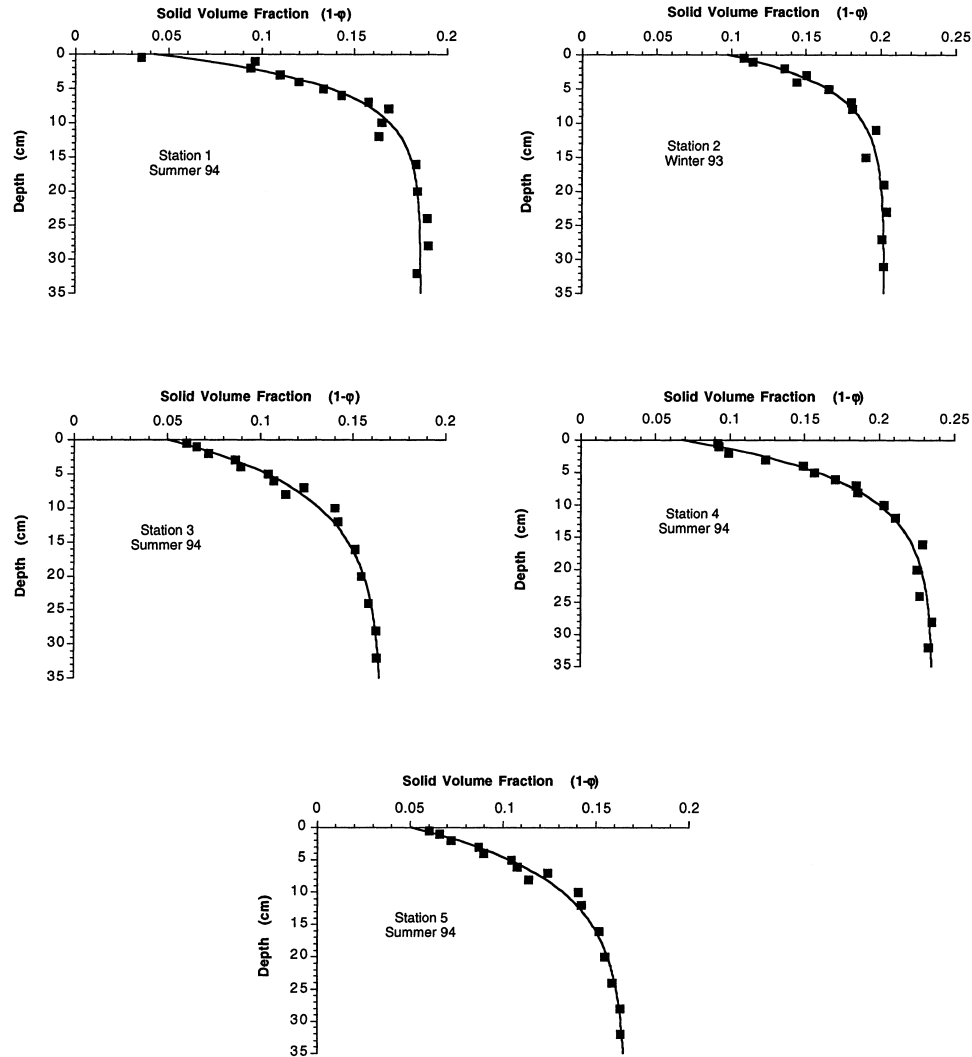 Solid Volume Fraction (1-φ)
0 0.05 0.1 0.15 0.2
0
5
10
15
20
25
30
35
Depth (cm)
Station 1
Summer 94
Solid Volume Fraction (1-φ)
0 0.05 0.1 0.15 0.2 0.25
0
5
10
15
20
25
30
35
Depth (cm)
Station 2
Winter 93
Solid Volume Fraction (1-φ)
0 0.05 0.1 0.15 0.2
0
5
10
15
20
25
30
35
Depth (cm)
Station 3
Summer 94
Solid Volume Fraction (1-φ)
0 0.05 0.1 0.15 0.2 0.25
0
5
10
15
20
25
30
35
Depth (cm)
Station 4
Summer 94
Solid Volume Fraction (1-φ)
0 0.05 0.1 0.15 0.2
0
5
10
15
20
25
30
35
Depth (cm)
Station 5
Summer 94